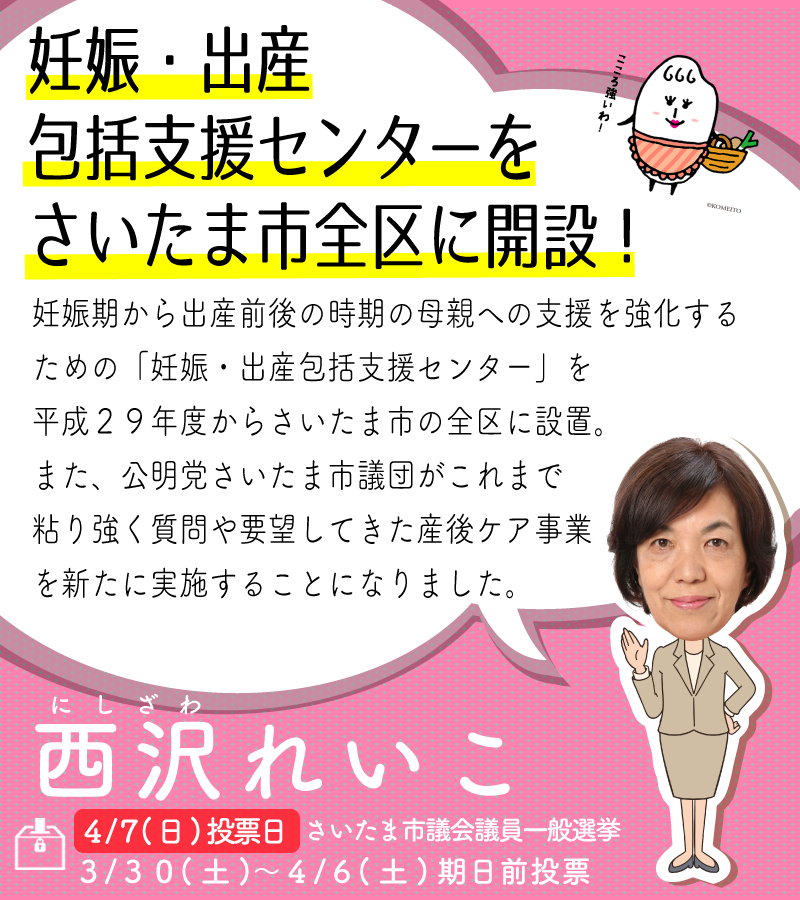 妊娠・出産
包括支援センターを
さいたま市全区に開設！
こころ強いわ！
©KOMEITO
妊娠期から出産前後の時期の母親への支援を強化する
ための「妊娠・出産包括支援センター」を
平成２９年度からさいたま市の全区に設置。
また、公明党さいたま市議団がこれまで
粘り強く質問や要望してきた産後ケア事業
を新たに実施することになりました。
にしざわ
西沢れいこ
4/7(日)投票日 さいたま市議会議員一般選挙
3/30(土)〜4/6(土)期日前投票